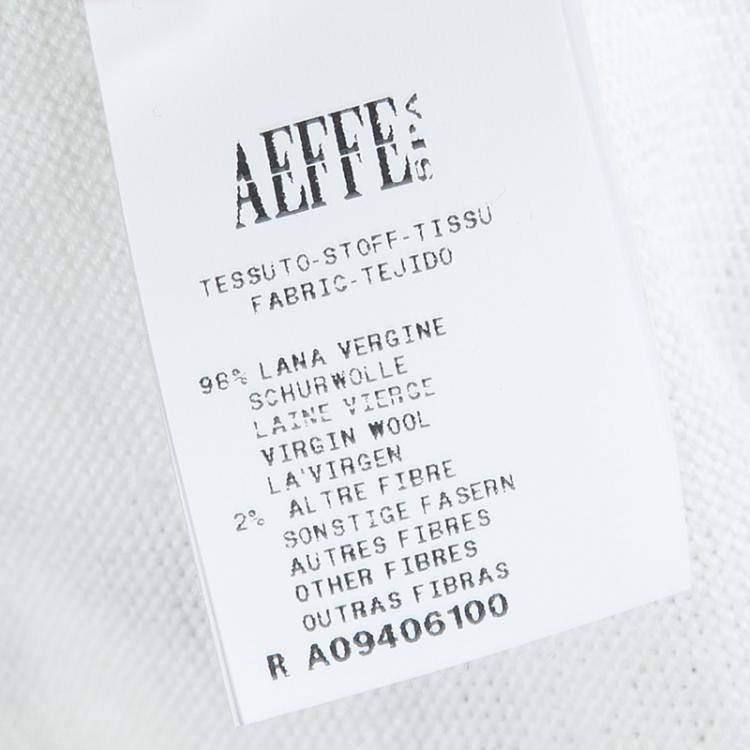 AEFFE SPA
TESSUTO-STOFF-TISSU
FABRIC-TEJIDO
98% LANA VERGINE
SCHURWOLLE
LAINE VIERGE
VIRGIN WOOL
LA'VIRGEN
2% ALTRE FIBRE
SONSTIGE FASERN
AUTRES FIBRES
OTHER FIBRES
OUTRAS FIBRAS
R A09406100